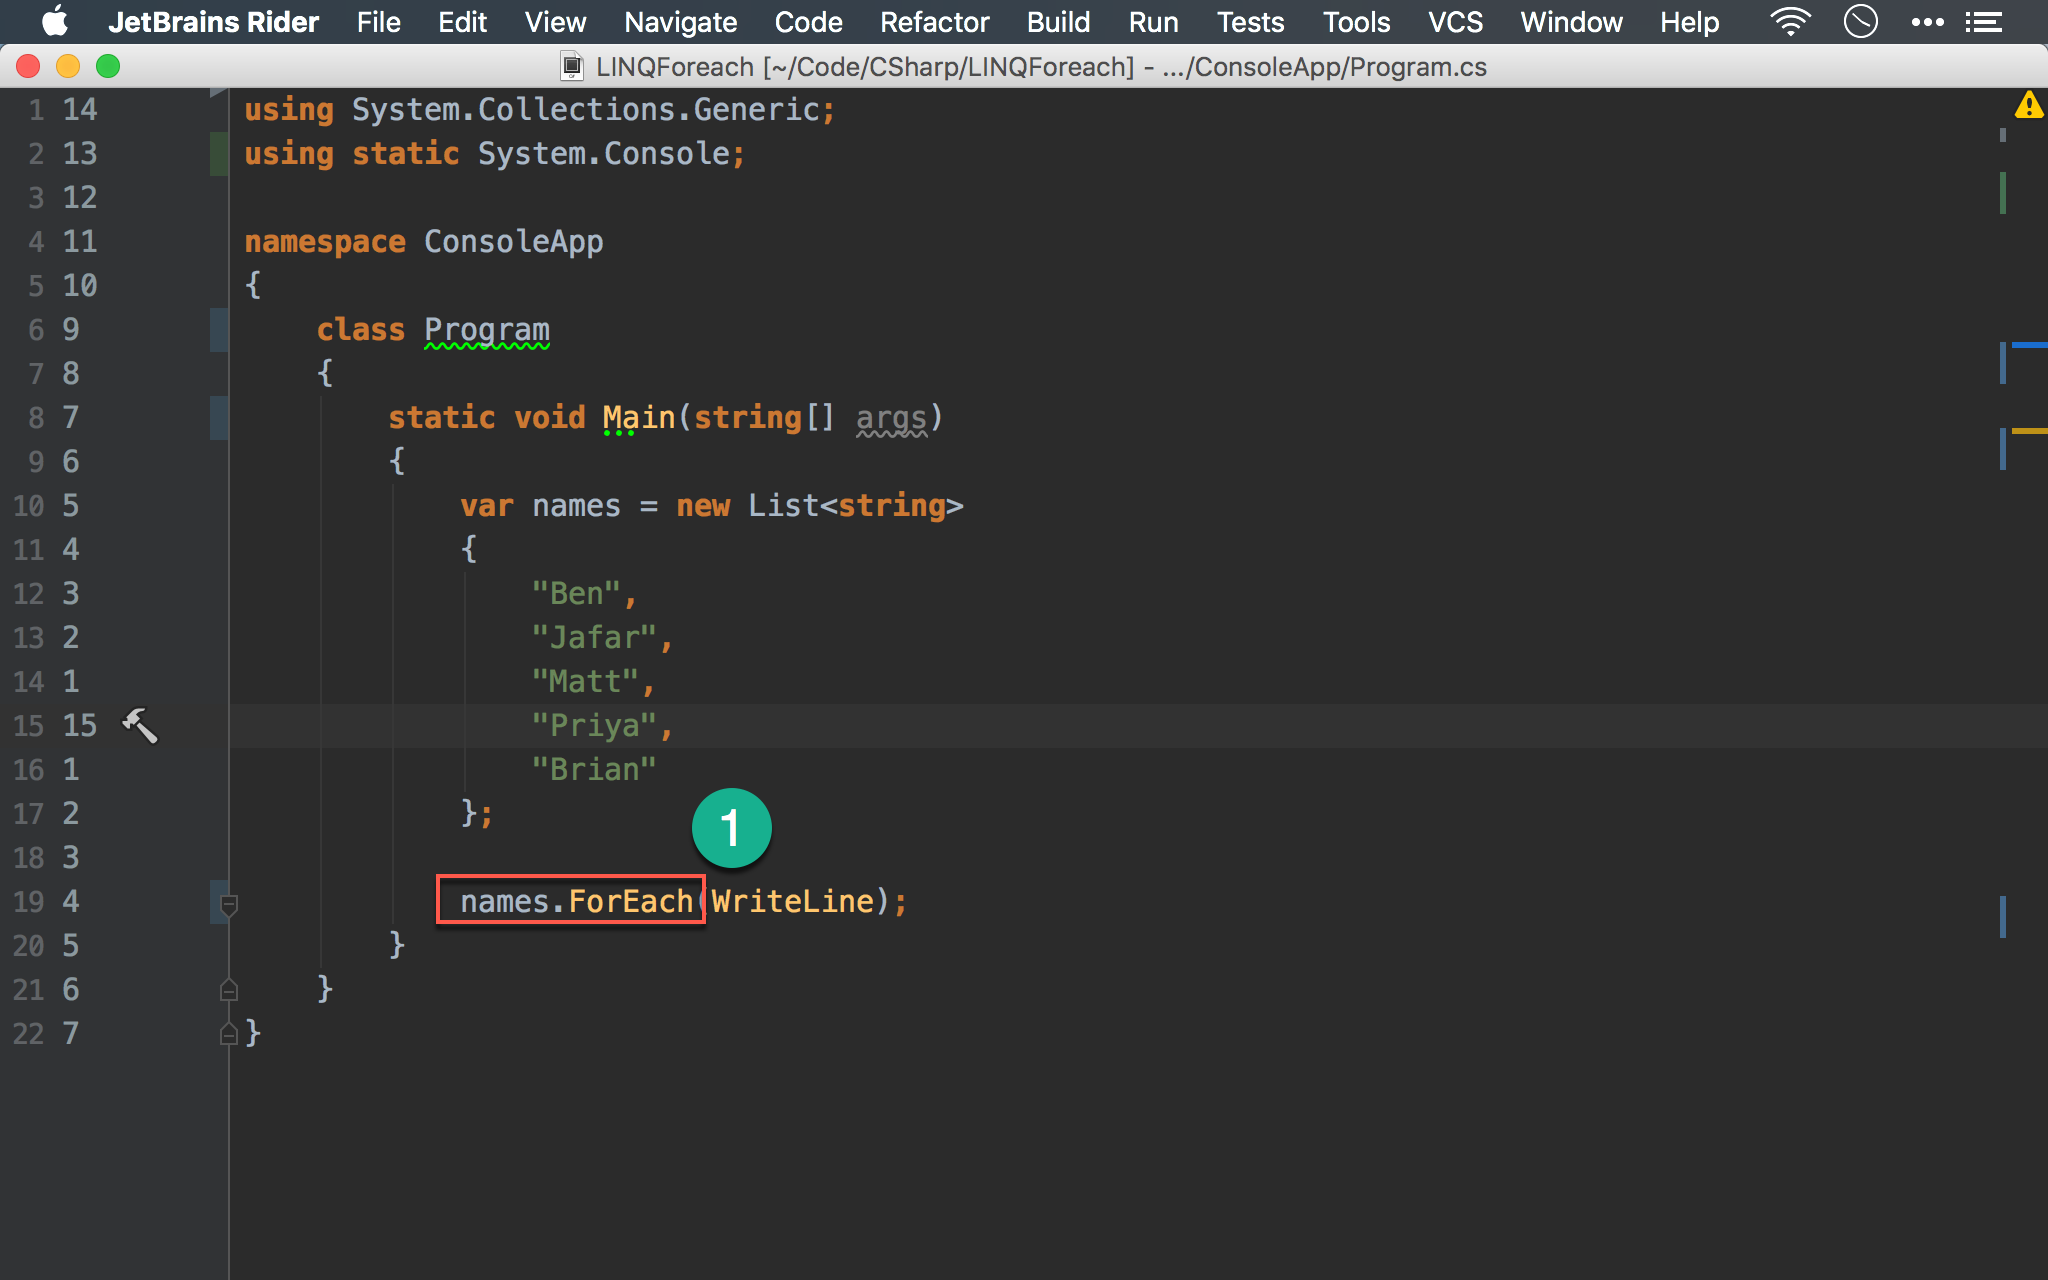 JetBrains Rider File Edit View Navigate Code Refactor Build Run Tests Tools VCS Window Help
LINQForeach [~/Code/CSharp/LINQForeach] - .../ConsoleApp/Program.cs
1 14 using System.Collections.Generic;
2 13 using static System.Console;
3 12
4 11 namespace ConsoleApp
5 10 {
6 9 class Program
7 8 {
8 7 static void Main(string[] args)
9 6 {
10 5 var names = new List<string>
11 4 {
12 3 "Ben",
13 2 "Jafar",
14 1 "Matt",
15 15 "Priya",
16 1 "Brian"
17 2 };
1
18 3
19 4 names.ForEach(WriteLine);
20 5 }
21 6 }
22 7 }